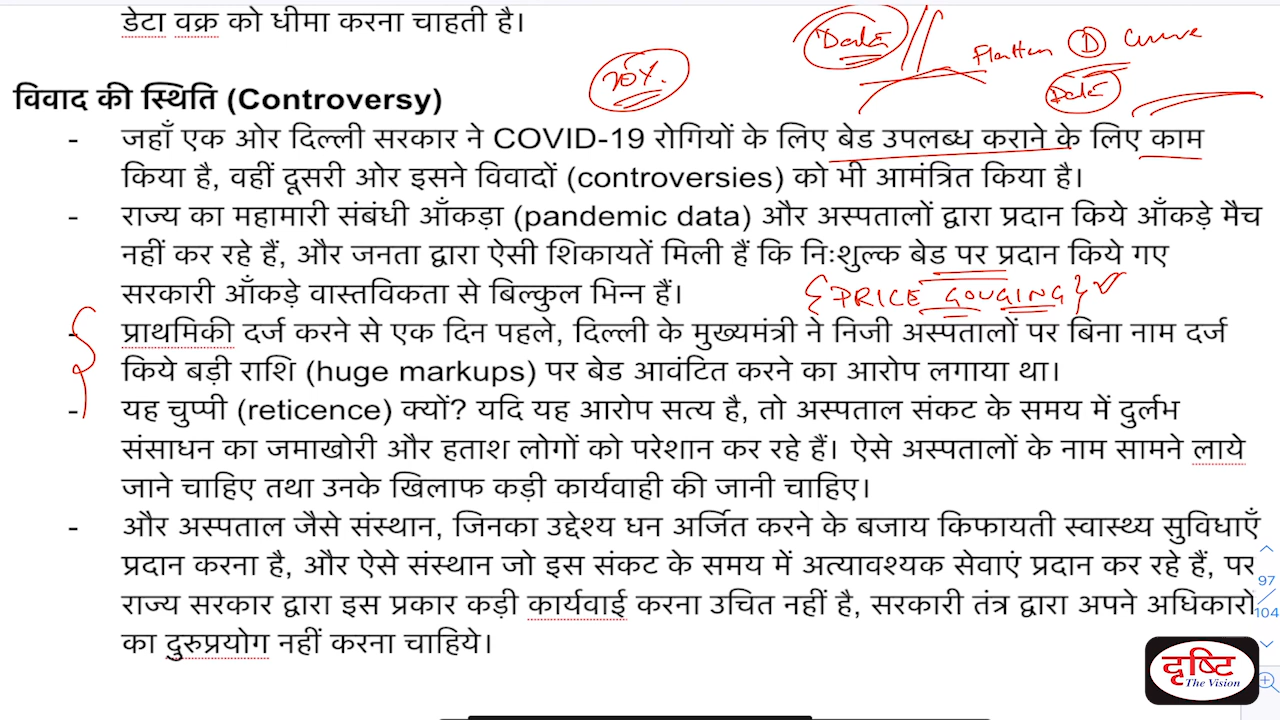 डेटा वक्र को धीमा करना चाहती है।
Data
Flatten D Curve
20%.
Data
विवाद की स्थिति (Controversy)
- जहाँ एक ओर दिल्ली सरकार ने COVID-19 रोगियों के लिए बेड उपलब्ध कराने के लिए काम
किया है, वहीं दूसरी ओर इसने विवादों (controversies) को भी आमंत्रित किया है।
- राज्य का महामारी संबंधी आँकड़ा (pandemic data) और अस्पतालों द्वारा प्रदान किये आँकड़े मैच
नहीं कर रहे हैं, और जनता द्वारा ऐसी शिकायतें मिली हैं कि निःशुल्क बेड पर प्रदान किये गए
सरकारी आँकड़े वास्तविकता से बिल्कुल भिन्न हैं।
{PRICE GOUGING}
- प्राथमिकी दर्ज करने से एक दिन पहले, दिल्ली के मुख्यमंत्री ने निजी अस्पतालों पर बिना नाम दर्ज
किये बड़ी राशि (huge markups) पर बेड आवंटित करने का आरोप लगाया था।
- यह चुप्पी (reticence) क्यों? यदि यह आरोप सत्य है, तो अस्पताल संकट के समय में दुर्लभ
संसाधन का जमाखोरी और हताश लोगों को परेशान कर रहे हैं। ऐसे अस्पतालों के नाम सामने लाये
जाने चाहिए तथा उनके खिलाफ कड़ी कार्यवाही की जानी चाहिए।
- और अस्पताल जैसे संस्थान, जिनका उद्देश्य धन अर्जित करने के बजाय किफायती स्वास्थ्य सुविधाएँ
प्रदान करना है, और ऐसे संस्थान जो इस संकट के समय में अत्यावश्यक सेवाएं प्रदान कर रहे हैं, पर
राज्य सरकार द्वारा इस प्रकार कड़ी कार्यवाई करना उचित नहीं है, सरकारी तंत्र द्वारा अपने अधिकारो
का दुरुप्रयोग नहीं करना चाहिये।
97
104
दृष्टि
The Vision